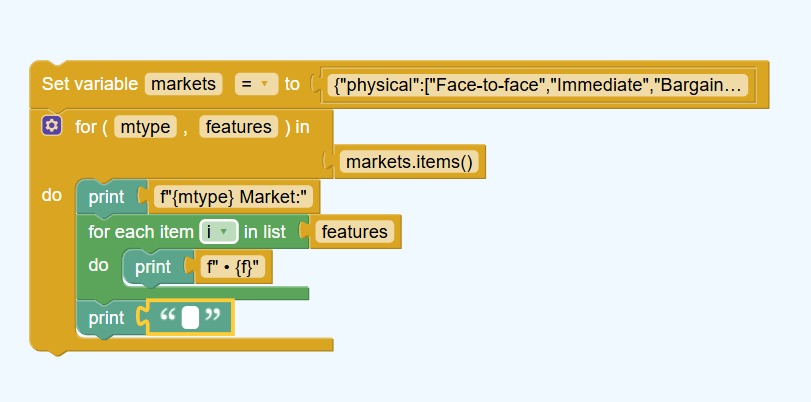 Set variable markets = to {"physical":["Face-to-face","Immediate","Bargain…
for ( mtype , features ) in
markets.items()
do print f"{mtype} Market:"
for each item i in list features
do print f" • {f}"
print “ ”